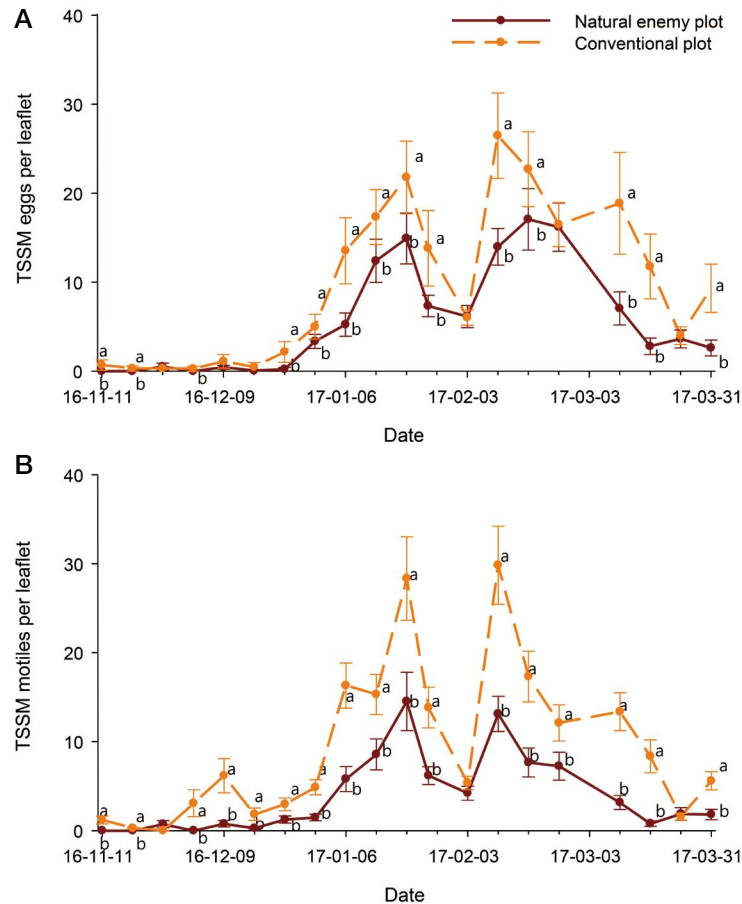 A
Natural enemy plot
Conventional plot
TSSM eggs per leaflet
40
30
20
10
0
a a a a a a a a a a a a a a
b b b b b b b b b b b b b
16-11-11 16-12-09 17-01-06 17-02-03 17-03-03 17-03-31
Date
B
TSSM motiles per leaflet
40
30
20
10
0
a a a a a a a a a a a a a a a a a
b b b b b b b b b b b b b b b b b
16-11-11 16-12-09 17-01-06 17-02-03 17-03-03 17-03-31
Date